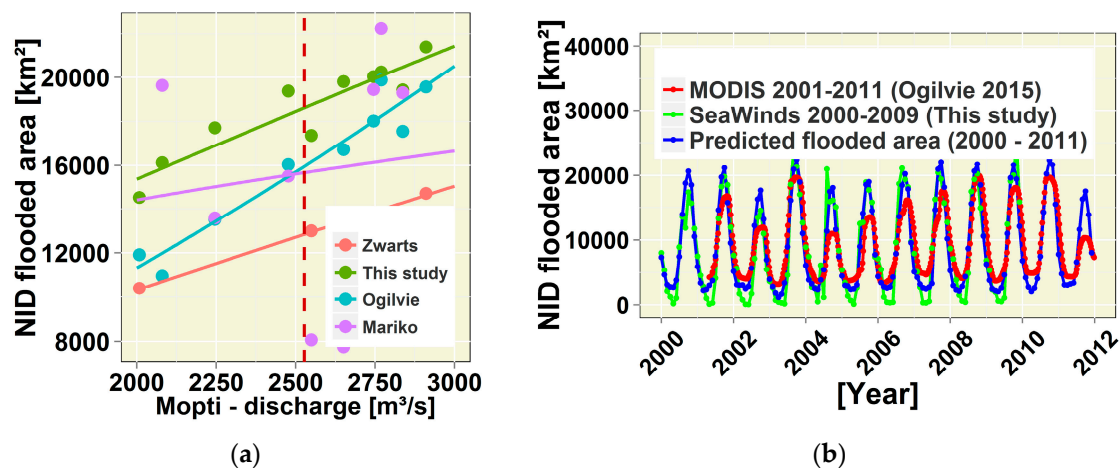 NID flooded area [km²]
20000
16000
12000
8000
Zwarts
This study
Ogilvie
Mariko
2000 2250 2500 2750 3000
Mopti - discharge [m³/s]
(a)
NID flooded area [km²]
40000
30000
20000
10000
0
MODIS 2001-2011 (Ogilvie 2015)
SeaWinds 2000-2009 (This study)
Predicted flooded area (2000 - 2011)
2000 2002 2004 2006 2008 2010 2012
[Year]
(b)